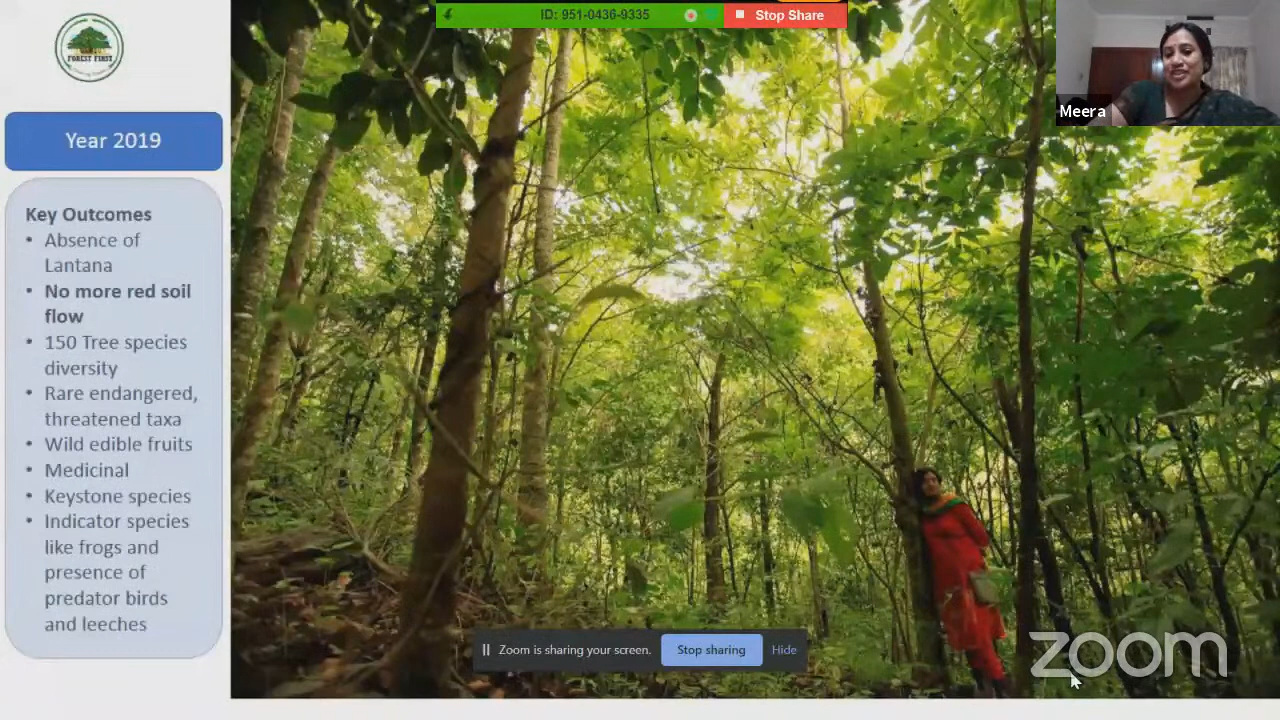 ID: 951-0436-9335
Stop Share
FOREST FIRST
Meera
Year 2019
Key Outcomes
• Absence of
Lantana
• No more red soil
flow
• 150 Tree species
diversity
• Rare endangered,
threatened taxa
• Wild edible fruits
• Medicinal
• Keystone species
• Indicator species
like frogs and
presence of
predator birds
and leeches
Zoom is sharing your screen.
Stop sharing
Hide
zoom